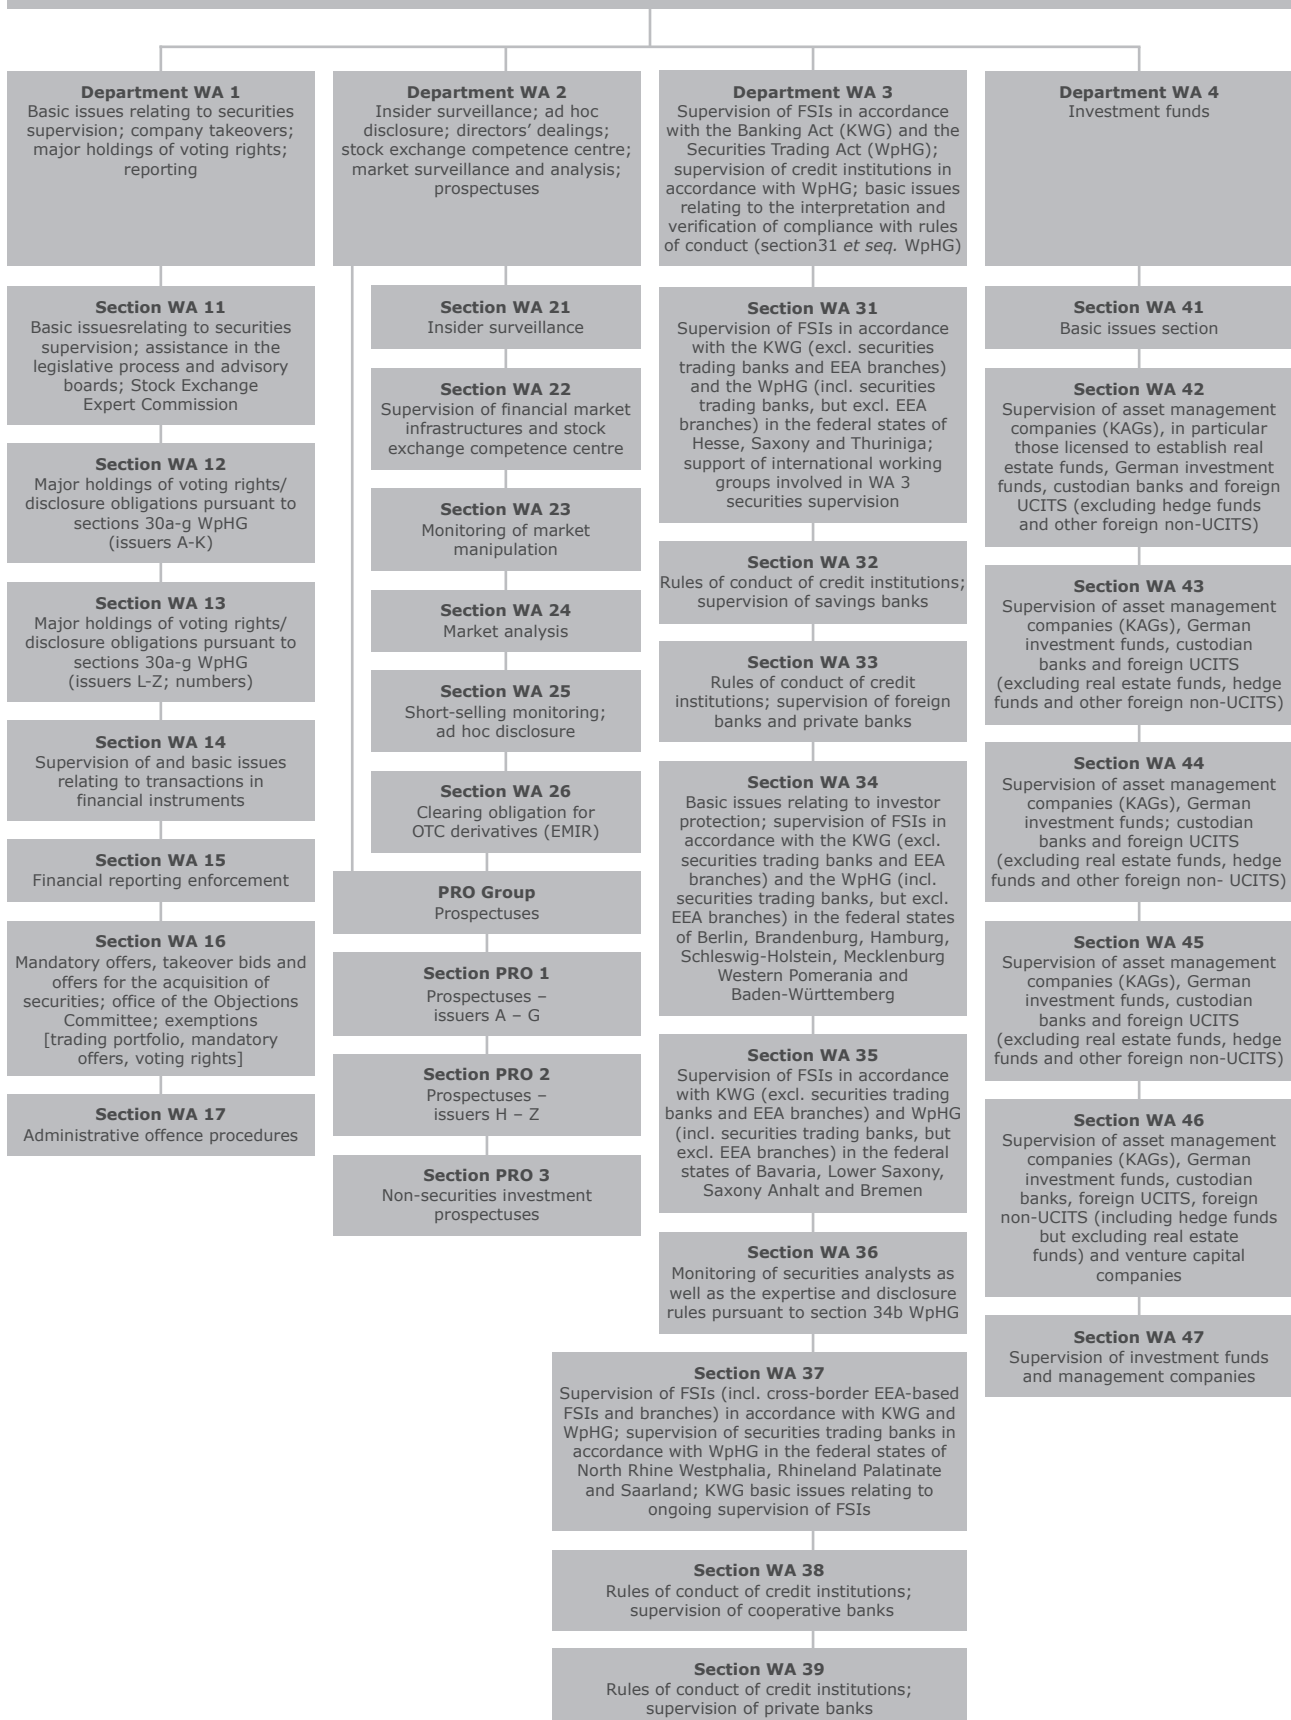 Department WA 1
Basic issues relating to securities
supervision; company takeovers;
major holdings of voting rights;
reporting
Section WA 11
Basic issuesrelating to securities
supervision; assistance in the
legislative process and advisory
boards; Stock Exchange
Expert Commission
Section WA 12
Major holdings of voting rights/
disclosure obligations pursuant to
sections 30a-g WpHG
(issuers A-K)
Section WA 13
Major holdings of voting rights/
disclosure obligations pursuant to
sections 30a-g WpHG
(issuers L-Z; numbers)
Section WA 14
Supervision of and basic issues
relating to transactions in
financial instruments
Section WA 15
Financial reporting enforcement
Section WA 16
Mandatory offers, takeover bids and
offers for the acquisition of
securities; office of the Objections
Committee; exemptions
[trading portfolio, mandatory
offers, voting rights]
Section WA 17
Administrative offence procedures
Department WA 2
Insider surveillance; ad hoc
disclosure; directors’ dealings;
stock exchange competence centre;
market surveillance and analysis;
prospectuses
Section WA 21
Insider surveillance
Section WA 22
Supervision of financial market
infrastructures and stock
exchange competence centre
Section WA 23
Monitoring of market
manipulation
Section WA 24
Market analysis
Section WA 25
Short-selling monitoring;
ad hoc disclosure
Section WA 26
Clearing obligation for
OTC derivatives (EMIR)
PRO Group
Prospectuses
Section PRO 1
Prospectuses –
issuers A – G
Section PRO 2
Prospectuses –
issuers H – Z
Section PRO 3
Non-securities investment
prospectuses
Department WA 3
Supervision of FSIs in accordance
with the Banking Act (KWG) and the
Securities Trading Act (WpHG);
supervision of credit institutions in
accordance with WpHG; basic issues
relating to the interpretation and
verification of compliance with rules
of conduct (section31 et seq. WpHG)
Section WA 31
Supervision of FSIs in accordance
with the KWG (excl. securities
trading banks and EEA branches)
and the WpHG (incl. securities
trading banks, but excl. EEA
branches) in the federal states of
Hesse, Saxony and Thuriniga;
support of international working
groups involved in WA 3
securities supervision
Section WA 32
Rules of conduct of credit institutions;
supervision of savings banks
Section WA 33
Rules of conduct of credit
institutions; supervision of foreign
banks and private banks
Section WA 34
Basic issues relating to investor
protection; supervision of FSIs in
accordance with the KWG (excl.
securities trading banks and EEA
branches) and the WpHG (incl.
securities trading banks, but excl.
EEA branches) in the federal states
of Berlin, Brandenburg, Hamburg,
Schleswig-Holstein, Mecklenburg
Western Pomerania and
Baden-Württemberg
Section WA 35
Supervision of FSIs in accordance
with KWG (excl. securities trading
banks and EEA branches) and WpHG
(incl. securities trading banks, but
excl. EEA branches) in the federal
states of Bavaria, Lower Saxony,
Saxony Anhalt and Bremen
Section WA 36
Monitoring of securities analysts as
well as the expertise and disclosure
rules pursuant to section 34b WpHG
Section WA 37
Supervision of FSIs (incl. cross-border EEA-based
FSIs and branches) in accordance with KWG and
WpHG; supervision of securities trading banks in
accordance with WpHG in the federal states of
North Rhine Westphalia, Rhineland Palatinate
and Saarland; KWG basic issues relating to
ongoing supervision of FSIs
Section WA 38
Rules of conduct of credit institutions;
supervision of cooperative banks
Section WA 39
Rules of conduct of credit institutions;
supervision of private banks
Department WA 4
Investment funds
Section WA 41
Basic issues section
Section WA 42
Supervision of asset management
companies (KAGs), in particular
those licensed to establish real
estate funds, German investment
funds, custodian banks and foreign
UCITS (excluding hedge funds
and other foreign non-UCITS)
Section WA 43
Supervision of asset management
companies (KAGs), German
investment funds, custodian
banks and foreign UCITS
(excluding real estate funds, hedge
funds and other foreign non-UCITS)
Section WA 44
Supervision of asset management
companies (KAGs), German
investment funds; custodian
banks and foreign UCITS
(excluding real estate funds, hedge
funds and other foreign non- UCITS)
Section WA 45
Supervision of asset management
companies (KAGs), German
investment funds, custodian
banks and foreign UCITS
(excluding real estate funds, hedge
funds and other foreign non-UCITS)
Section WA 46
Supervision of asset management
companies (KAGs), German
investment funds, custodian
banks, foreign UCITS, foreign
non-UCITS (including hedge funds
but excluding real estate
funds) and venture capital
companies
Section WA 47
Supervision of investment funds
and management companies